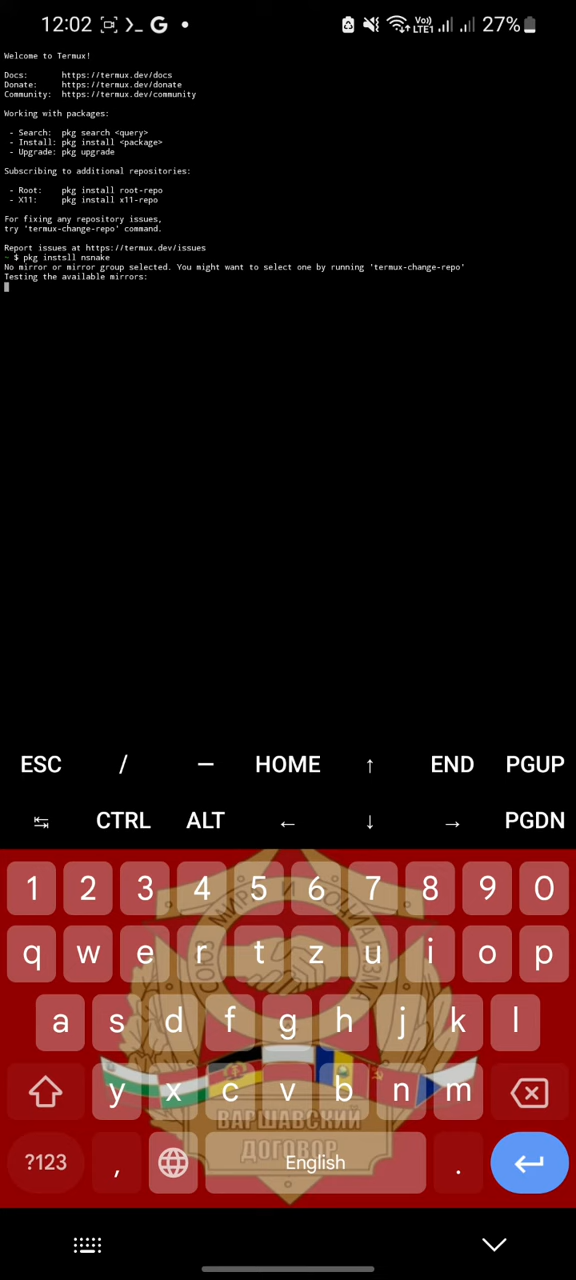 12:02
Vo))
LTE1
27%
Welcome to Termux!
Docs: https://termux.dev/docs
Donate: https://termux.dev/donate
Community: https://termux.dev/community
Working with packages:
- Search: pkg search <query>
- Install: pkg install <package>
- Upgrade: pkg upgrade
Subscribing to additional repositories:
- Root: pkg install root-repo
- X11: pkg install x11-repo
For fixing any repository issues,
try 'termux-change-repo' command.
Report issues at https://termux.dev/issues
~ $ pkg instsll nsnake
No mirror or mirror group selected. You might want to select one by running 'termux-change-repo'
Testing the available mirrors:
ESC / — HOME ↑ END PGUP
↹ CTRL ALT ← ↓ → PGDN
1 2 3 4 5 6 7 8 9 0
q w e r t z u i o p
a s d f g h j k l
y x c v b n m
?123 , English .
СОЮЗ МИРА И СОЦИАЛИЗМА
ВАРШАВСКИЙ
ДОГОВОР